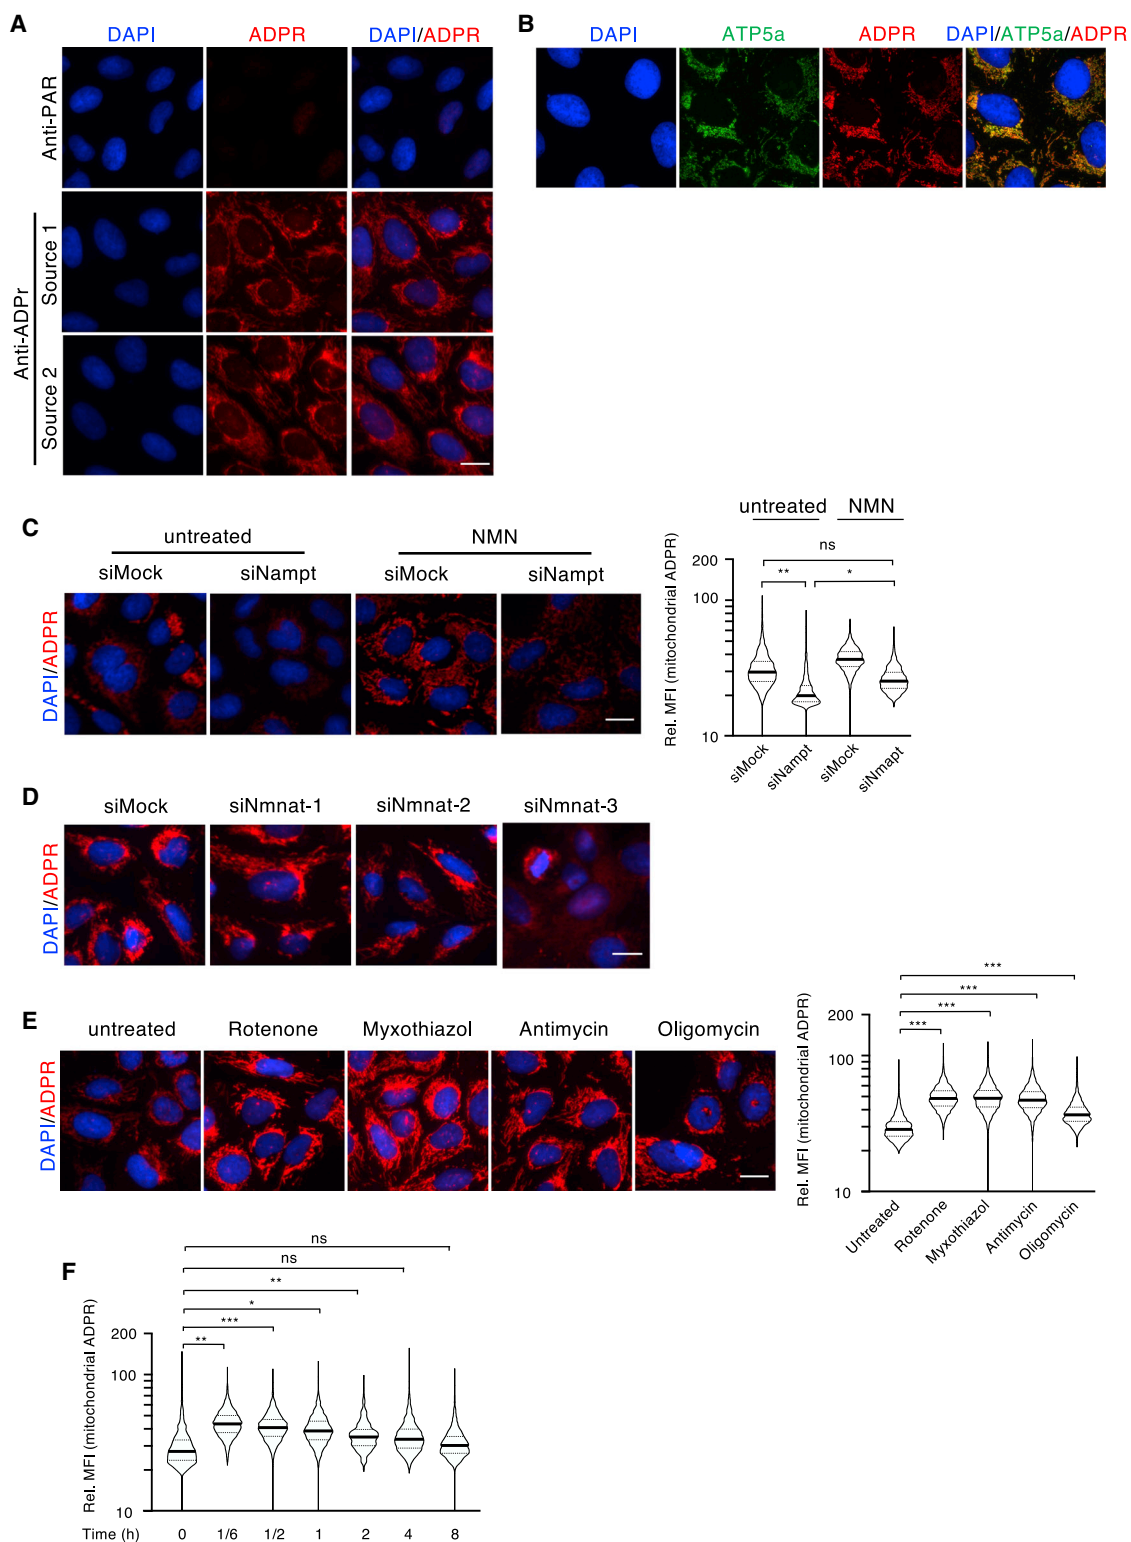 A
DAPI ADPR DAPI/ADPR
Anti-PAR
Anti-ADPr
Source 1
Source 2
B
DAPI ATP5a ADPR DAPI/ATP5a/ADPR
C
untreated NMN
siMock siNampt siMock siNampt
DAPI/ADPR
untreated NMN
ns
** *
Rel. MFI (mitochondrial ADPR)
200
100
10
siMock siNampt siMock siNmapt
D
siMock siNmnat-1 siNmnat-2 siNmnat-3
DAPI/ADPR
E
untreated Rotenone Myxothiazol Antimycin Oligomycin
DAPI/ADPR
***
***
***
***
Rel. MFI (mitochondrial ADPR)
200
100
10
Untreated Rotenone Myxothiazol Antimycin Oligomycin
F
ns
ns
**
*
***
**
Rel. MFI (mitochondrial ADPR)
200
100
10
Time (h) 0 1/6 1/2 1 2 4 8